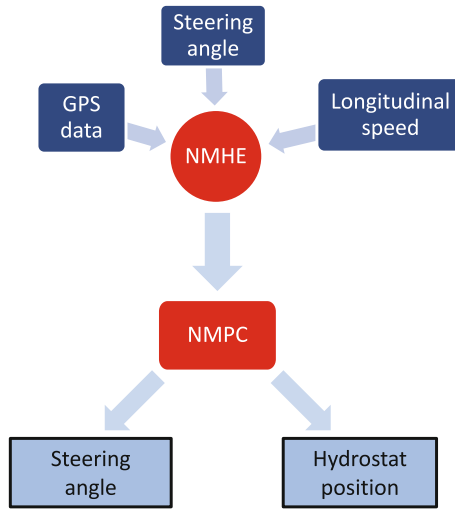 Steering
angle
GPS
data
Longitudinal
speed
NMHE
NMPC
Steering
angle
Hydrostat
position